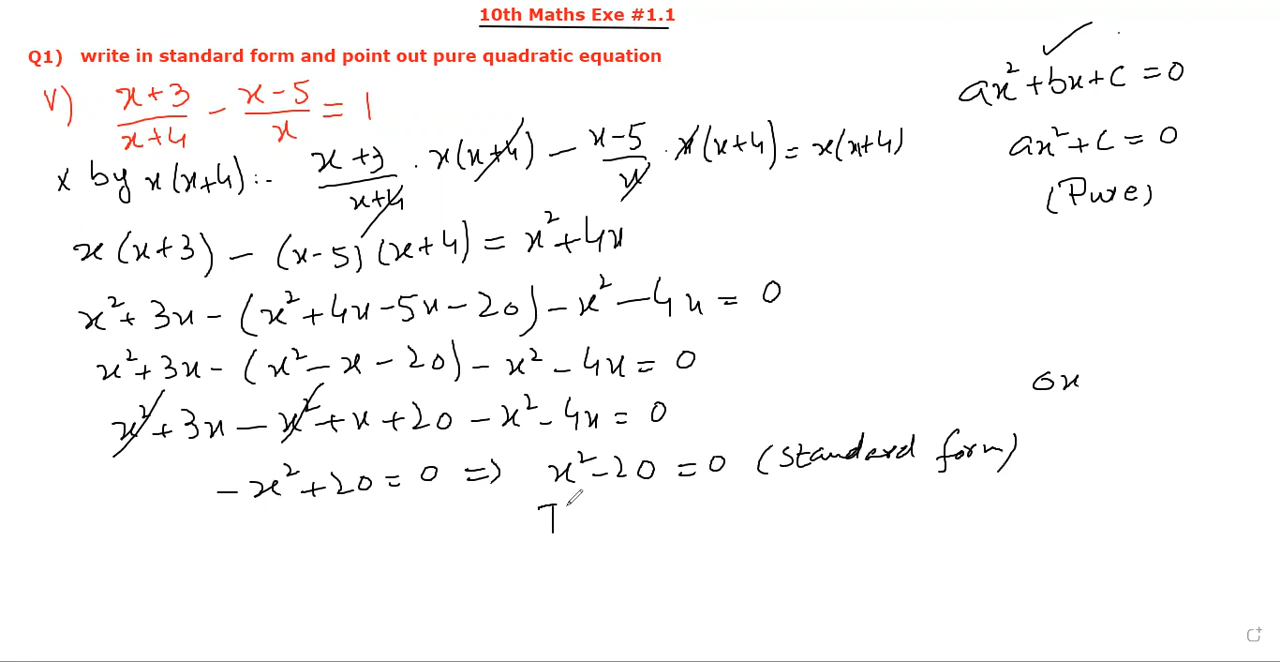 10th Maths Exe #1.1
Q1) write in standard form and point out pure quadratic equation
ax²+bx+c=0
v) (x+3)/(x+4) - (x-5)/x = 1
ax²+c=0
(Pure)
x by x(x+4):- (x+3)/(x+4) . x(x+4) - (x-5)/x . x(x+4) = x(x+4)
x(x+3) - (x-5)(x+4) = x²+4x
x²+3x-(x²+4x-5x-20)-x²-4x=0
x²+3x-(x²-x-20)-x²-4x=0
0x
x²+3x-x²+x+20-x²-4x=0
-x²+20=0 => x²-20=0 (Standard form)
T